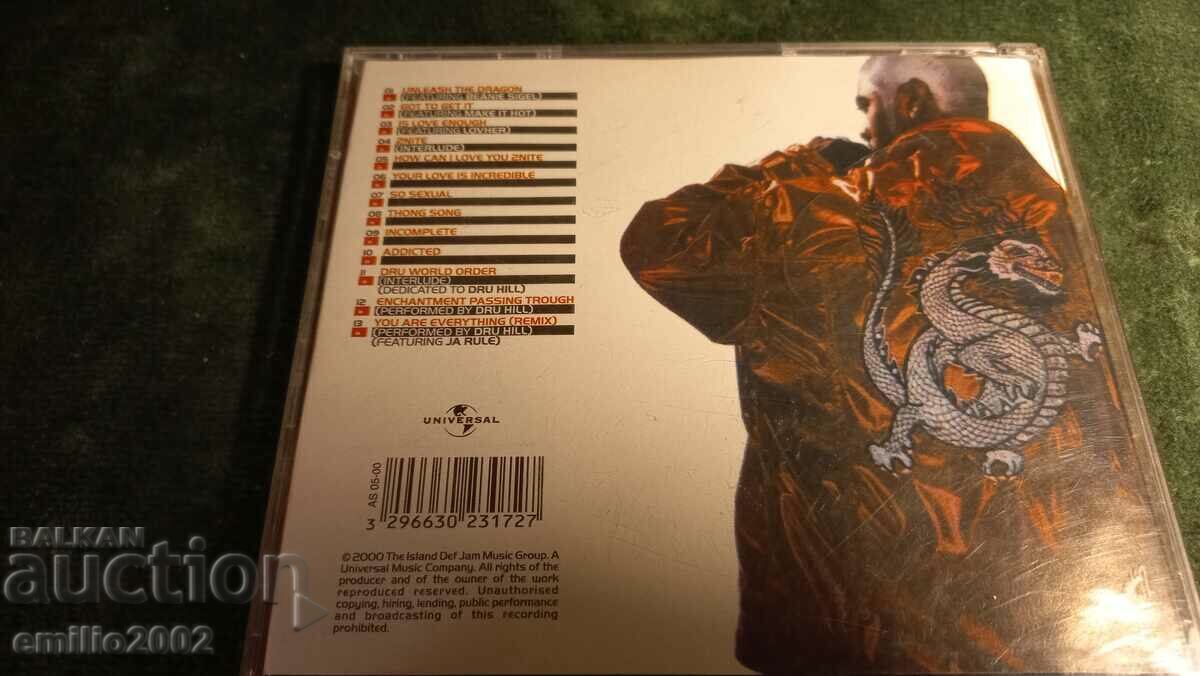 01 UNLEASH THE DRAGON
(FEATURING BEANIE SIGEL)
02 GOT TO GET IT
(FEATURING MAKE IT HOT)
03 IS LOVE ENOUGH
(FEATURING LOVHER)
04 2NITE
(INTERLUDE)
05 HOW CAN I LOVE YOU 2NITE
06 YOUR LOVE IS INCREDIBLE
07 SO SEXUAL
08 THONG SONG
09 INCOMPLETE
10 ADDICTED
11 DRU WORLD ORDER
(INTERLUDE)
(DEDICATED TO DRU HILL)
12 ENCHANTMENT PASSING TROUGH
(PERFORMED BY DRU HILL)
13 YOU ARE EVERYTHING (REMIX)
(PERFORMED BY DRU HILL)
(FEATURING JA RULE)
UNIVERSAL
AS 05-00
3 296630 231727
© 2000 The Island Def Jam Music Group. A
Universal Music Company. All rights of the
producer and of the owner of the work
reproduced reserved. Unauthorised
copying, hiring, lending, public performance
and broadcasting of this recording
prohibited.
BALKAN
auction
emilio2002